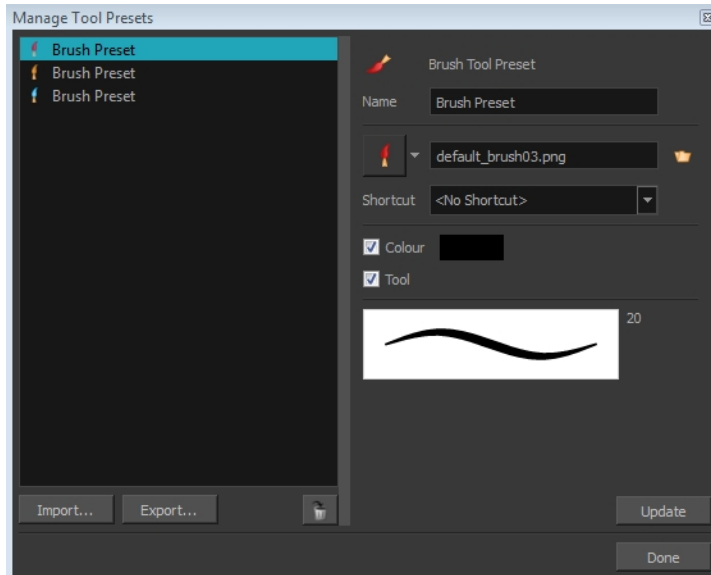 Manage Tool Presets
Brush Preset
Brush Preset
Brush Preset
Import...
Export...
Brush Tool Preset
Name Brush Preset
default_brush03.png
Shortcut <No Shortcut>
Colour
Tool
20
Update
Done